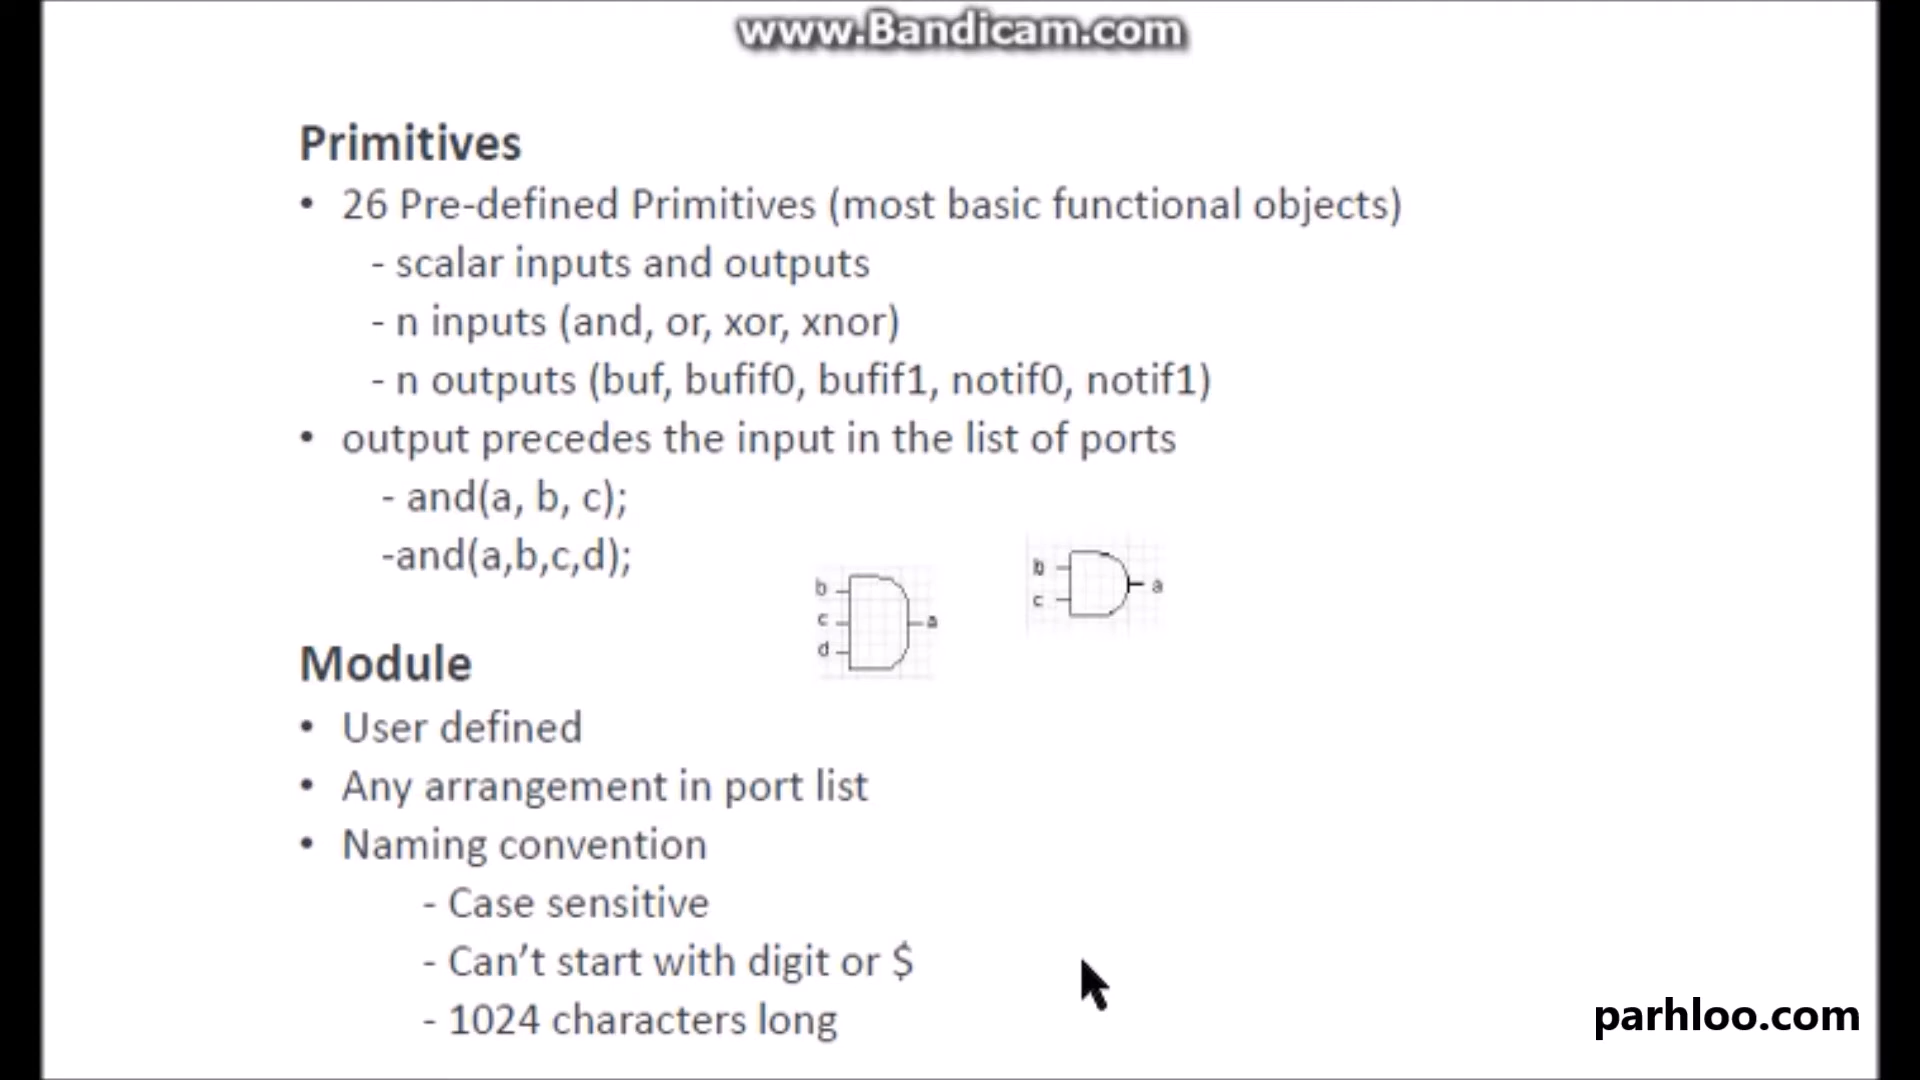 www.Bandicam.com
Primitives
• 26 Pre-defined Primitives (most basic functional objects)
- scalar inputs and outputs
- n inputs (and, or, xor, xnor)
- n outputs (buf, bufif0, bufif1, notif0, notif1)
• output precedes the input in the list of ports
- and(a, b, c);
-and(a,b,c,d);
b
c
a
b
c
d
a
Module
• User defined
• Any arrangement in port list
• Naming convention
- Case sensitive
- Can’t start with digit or $
- 1024 characters long
parhloo.com